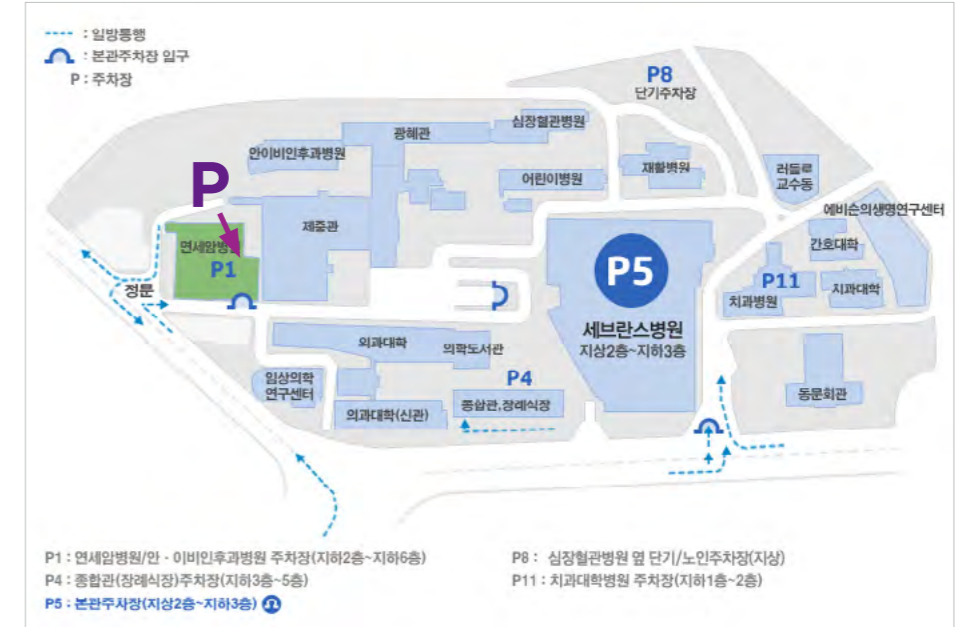 : 일방통행
: 본관주차장 입구
P : 주차장
P8
단기주차장
심장혈관병원
광혜관
안이비인후과병원
재활병원
어린이병원
러들로
교수동
에비슨의생명연구센터
P
제중관
간호대학
연세암병원
P1
P5
P11
치과병원
치과대학
정문
세브란스병원
지상2층~지하3층
의과대학
의학도서관
P4
임상의학
연구센터
종합관,장례식장
의과대학(신관)
동문회관
P1 : 연세암병원/안 · 이비인후과병원 주차장(지하2층~지하6층)
P4 : 종합관(장례식장)주차장(지하3층~5층)
P5 : 본관주차장(지상2층~지하3층)
P8 : 심장혈관병원 옆 단기/노인주차장(지상)
P11 : 치과대학병원 주차장(지하1층~2층)